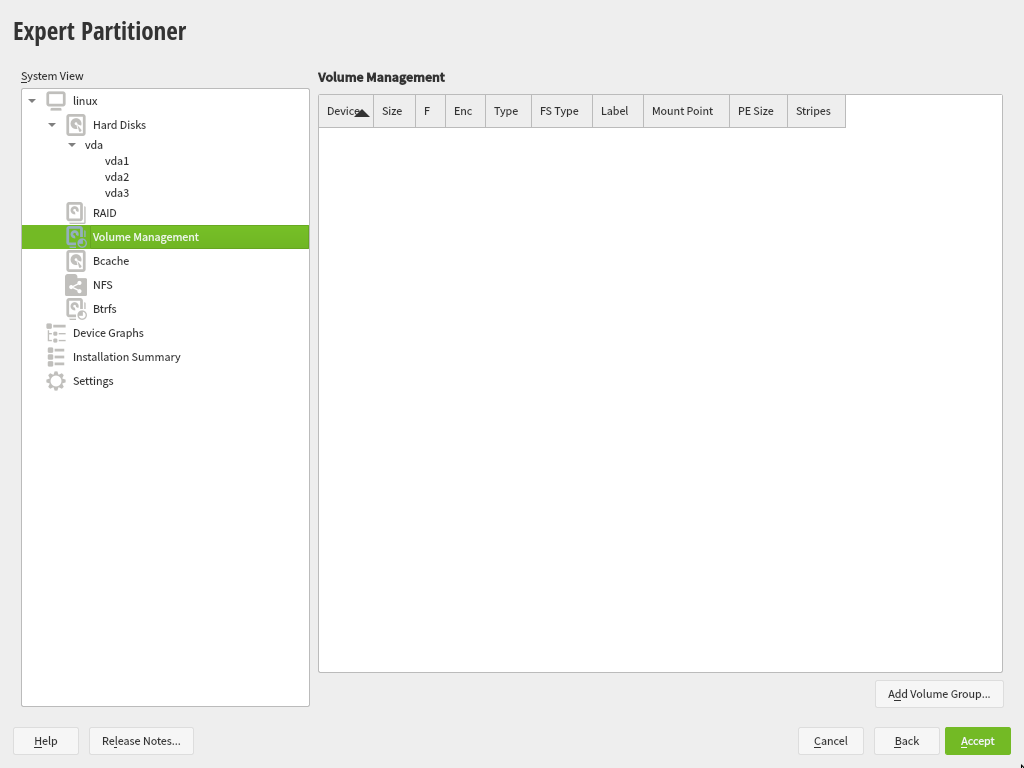 Expert Partitioner
System View
linux
Hard Disks
vda
vda1
vda2
vda3
RAID
Volume Management
Bcache
NFS
Btrfs
Device Graphs
Installation Summary
Settings
Volume Management
Device Size F Enc Type FS Type Label Mount Point PE Size Stripes
Add Volume Group...
Help Release Notes... Cancel Back Accept